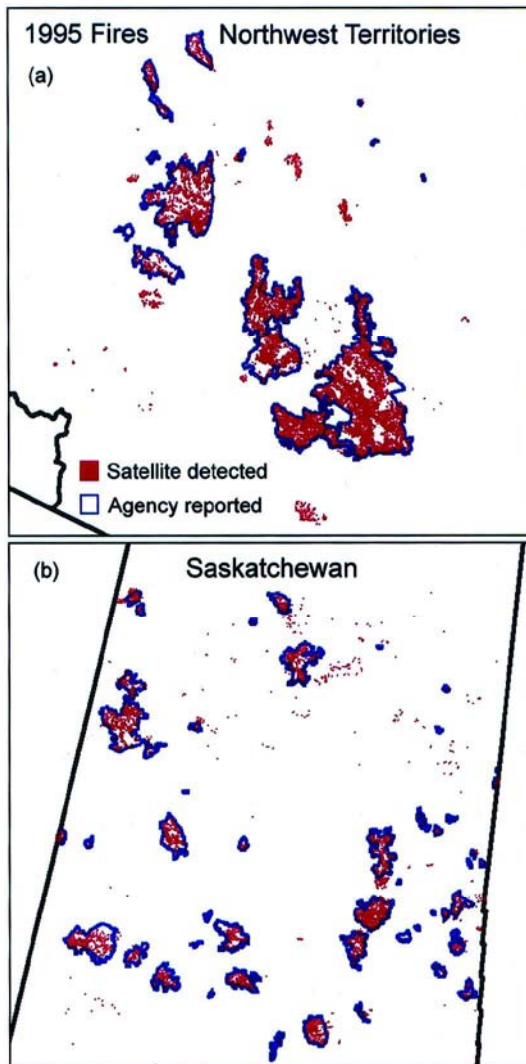 1995 Fires Northwest Territories
(a)
Satellite detected
Agency reported
(b) Saskatchewan